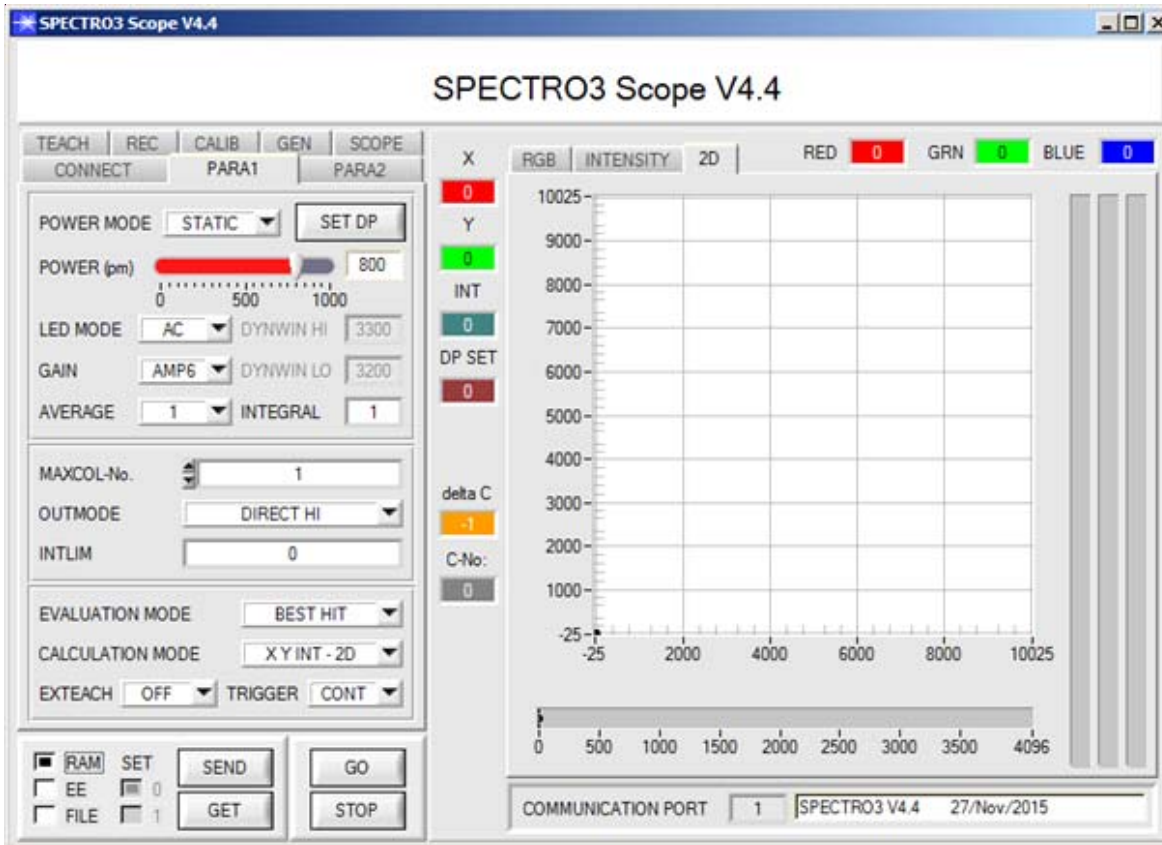 SPECTRO3 Scope V4.4
SPECTRO3 Scope V4.4
TEACH REC CALIB GEN SCOPE
CONNECT PARA1 PARA2
POWER MODE STATIC SET DP
POWER (pm) 800
0 500 1000
LED MODE AC DYNWIN HI 3300
GAIN AMP6 DYNWIN LO 3200
AVERAGE 1 INTEGRAL 1
MAXCOL-No. 1
OUTMODE DIRECT HI
INTLIM 0
EVALUATION MODE BEST HIT
CALCULATION MODE X Y INT - 2D
EXTEACH OFF TRIGGER CONT
RAM SET SEND GO
EE 0
FILE 1 GET STOP
X
0
Y
0
INT
0
DP SET
0
delta C
-1
C-No:
0
RGB INTENSITY 2D RED 0 GRN 0 BLUE 0
10025
9000
8000
7000
6000
5000
4000
3000
2000
1000
-25
-25 2000 4000 6000 8000 10025
0 500 1000 1500 2000 2500 3000 3500 4096
COMMUNICATION PORT 1 SPECTRO3 V4.4 27/Nov/2015